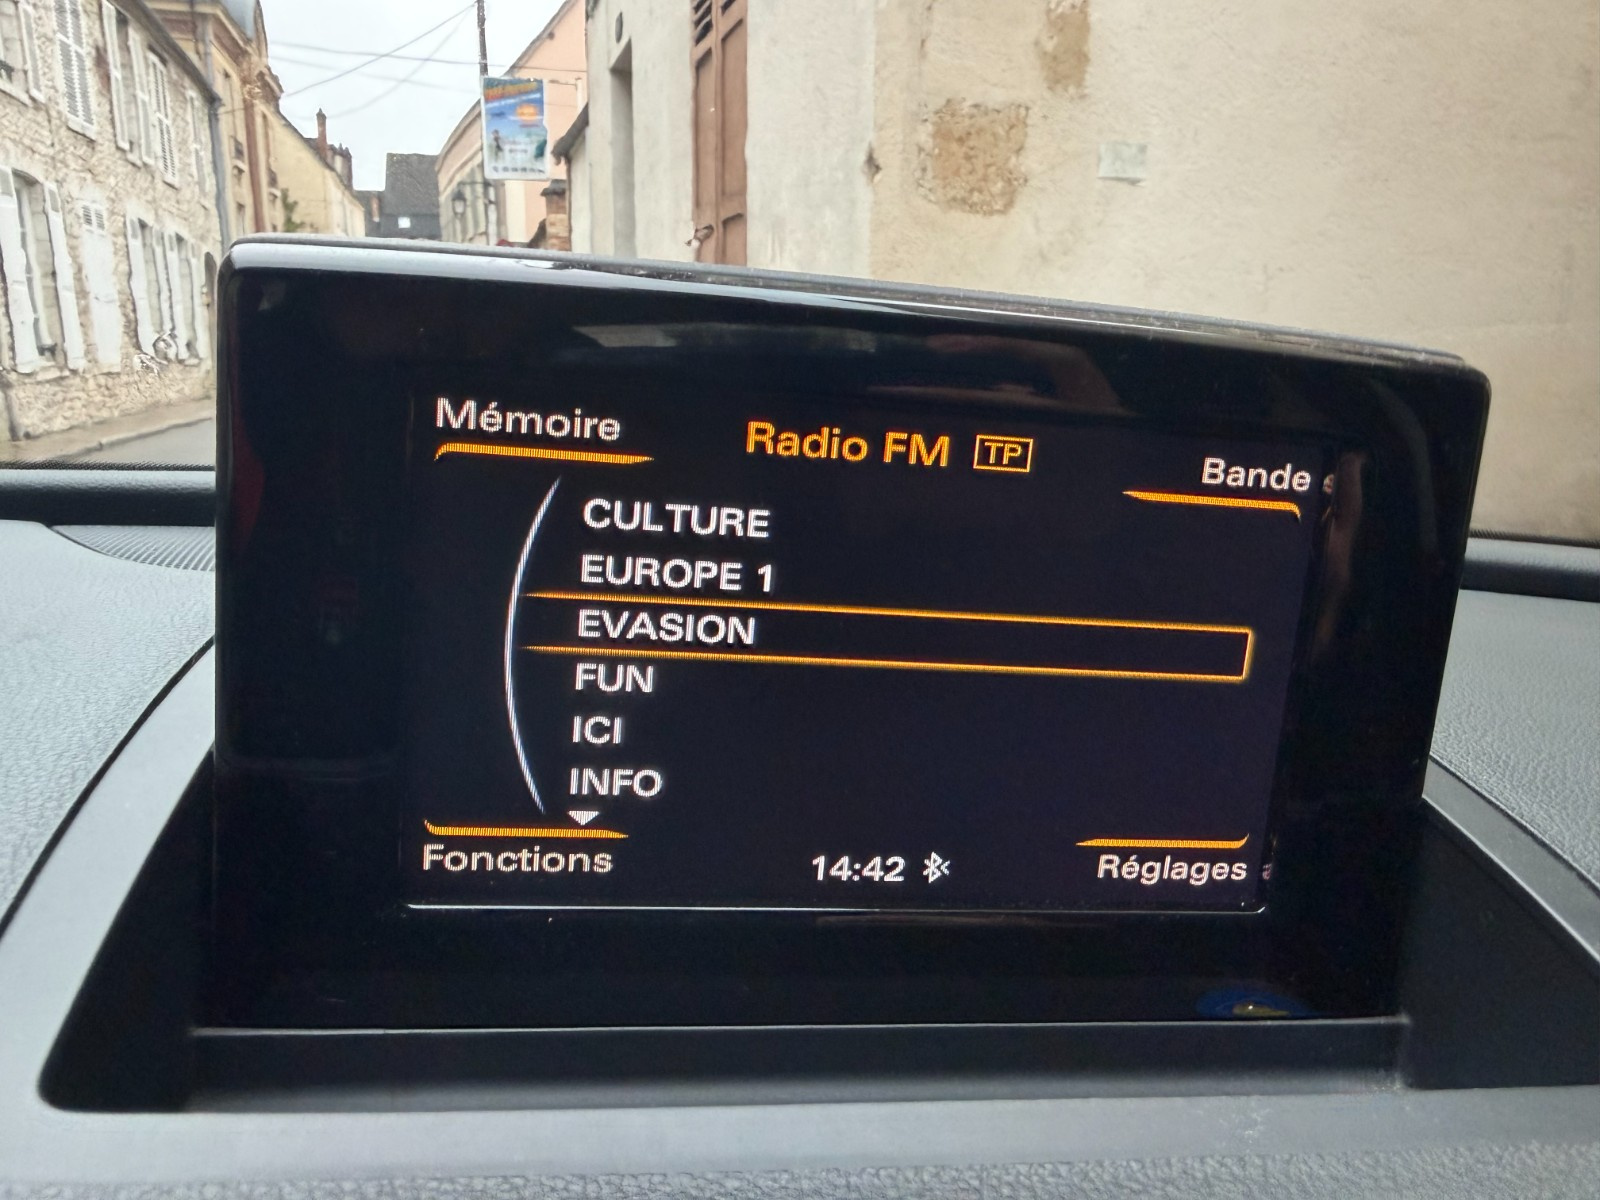 Mémoire
Radio FM TP
Bande
CULTURE
EUROPE 1
EVASION
FUN
ICI
INFO
Fonctions
14:42
Réglages